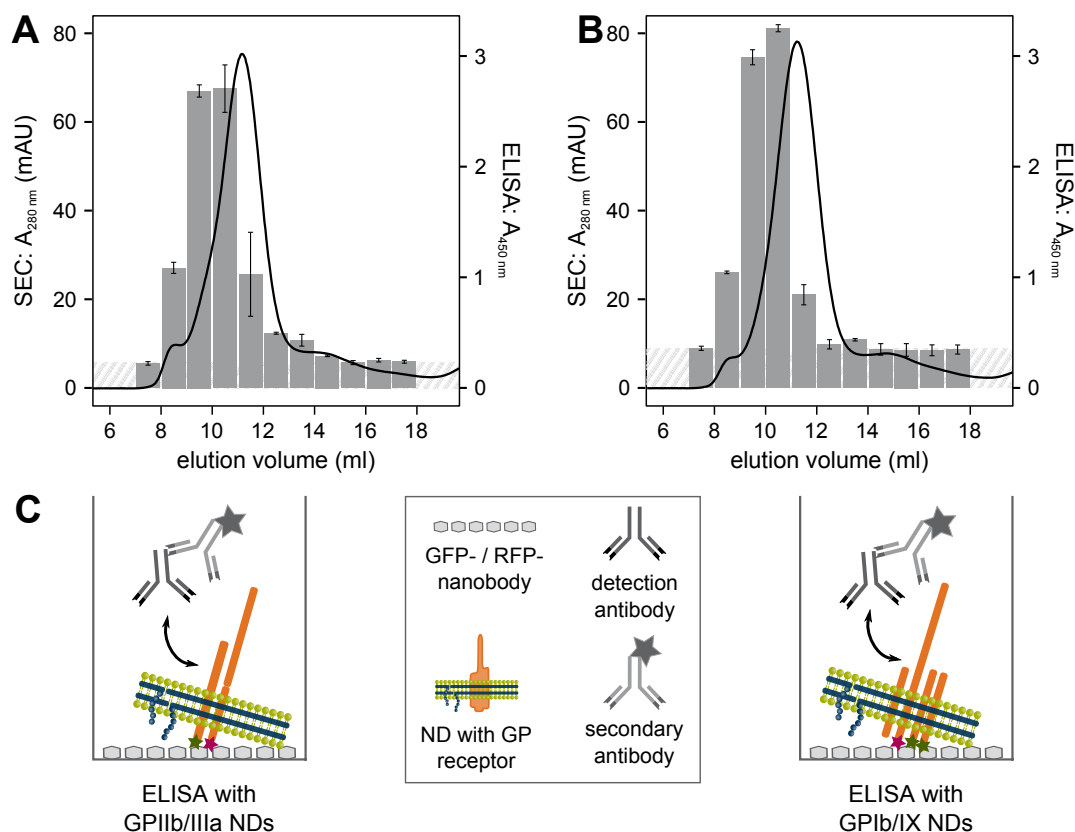 A
B
80
60
40
20
0
SEC: A280 nm (mAU)
3
2
1
0
ELISA: A450 nm
6 8 10 12 14 16 18
elution volume (ml)
80
60
40
20
0
SEC: A280 nm (mAU)
3
2
1
0
ELISA: A450 nm
6 8 10 12 14 16 18
elution volume (ml)
C
ELISA with
GPIIb/IIIa NDs
GFP- / RFP-
nanobody
detection
antibody
ND with GP
receptor
secondary
antibody
ELISA with
GPIb/IX NDs